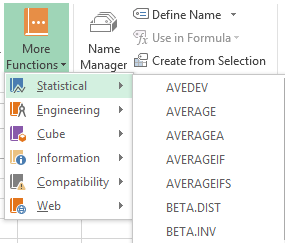 More
Functions
Name
Manager
Define Name
Use in Formula
Create from Selection
Statistical
Engineering
Cube
Information
Compatibility
Web
AVEDEV
AVERAGE
AVERAGEA
AVERAGEIF
AVERAGEIFS
BETA.DIST
BETA.INV